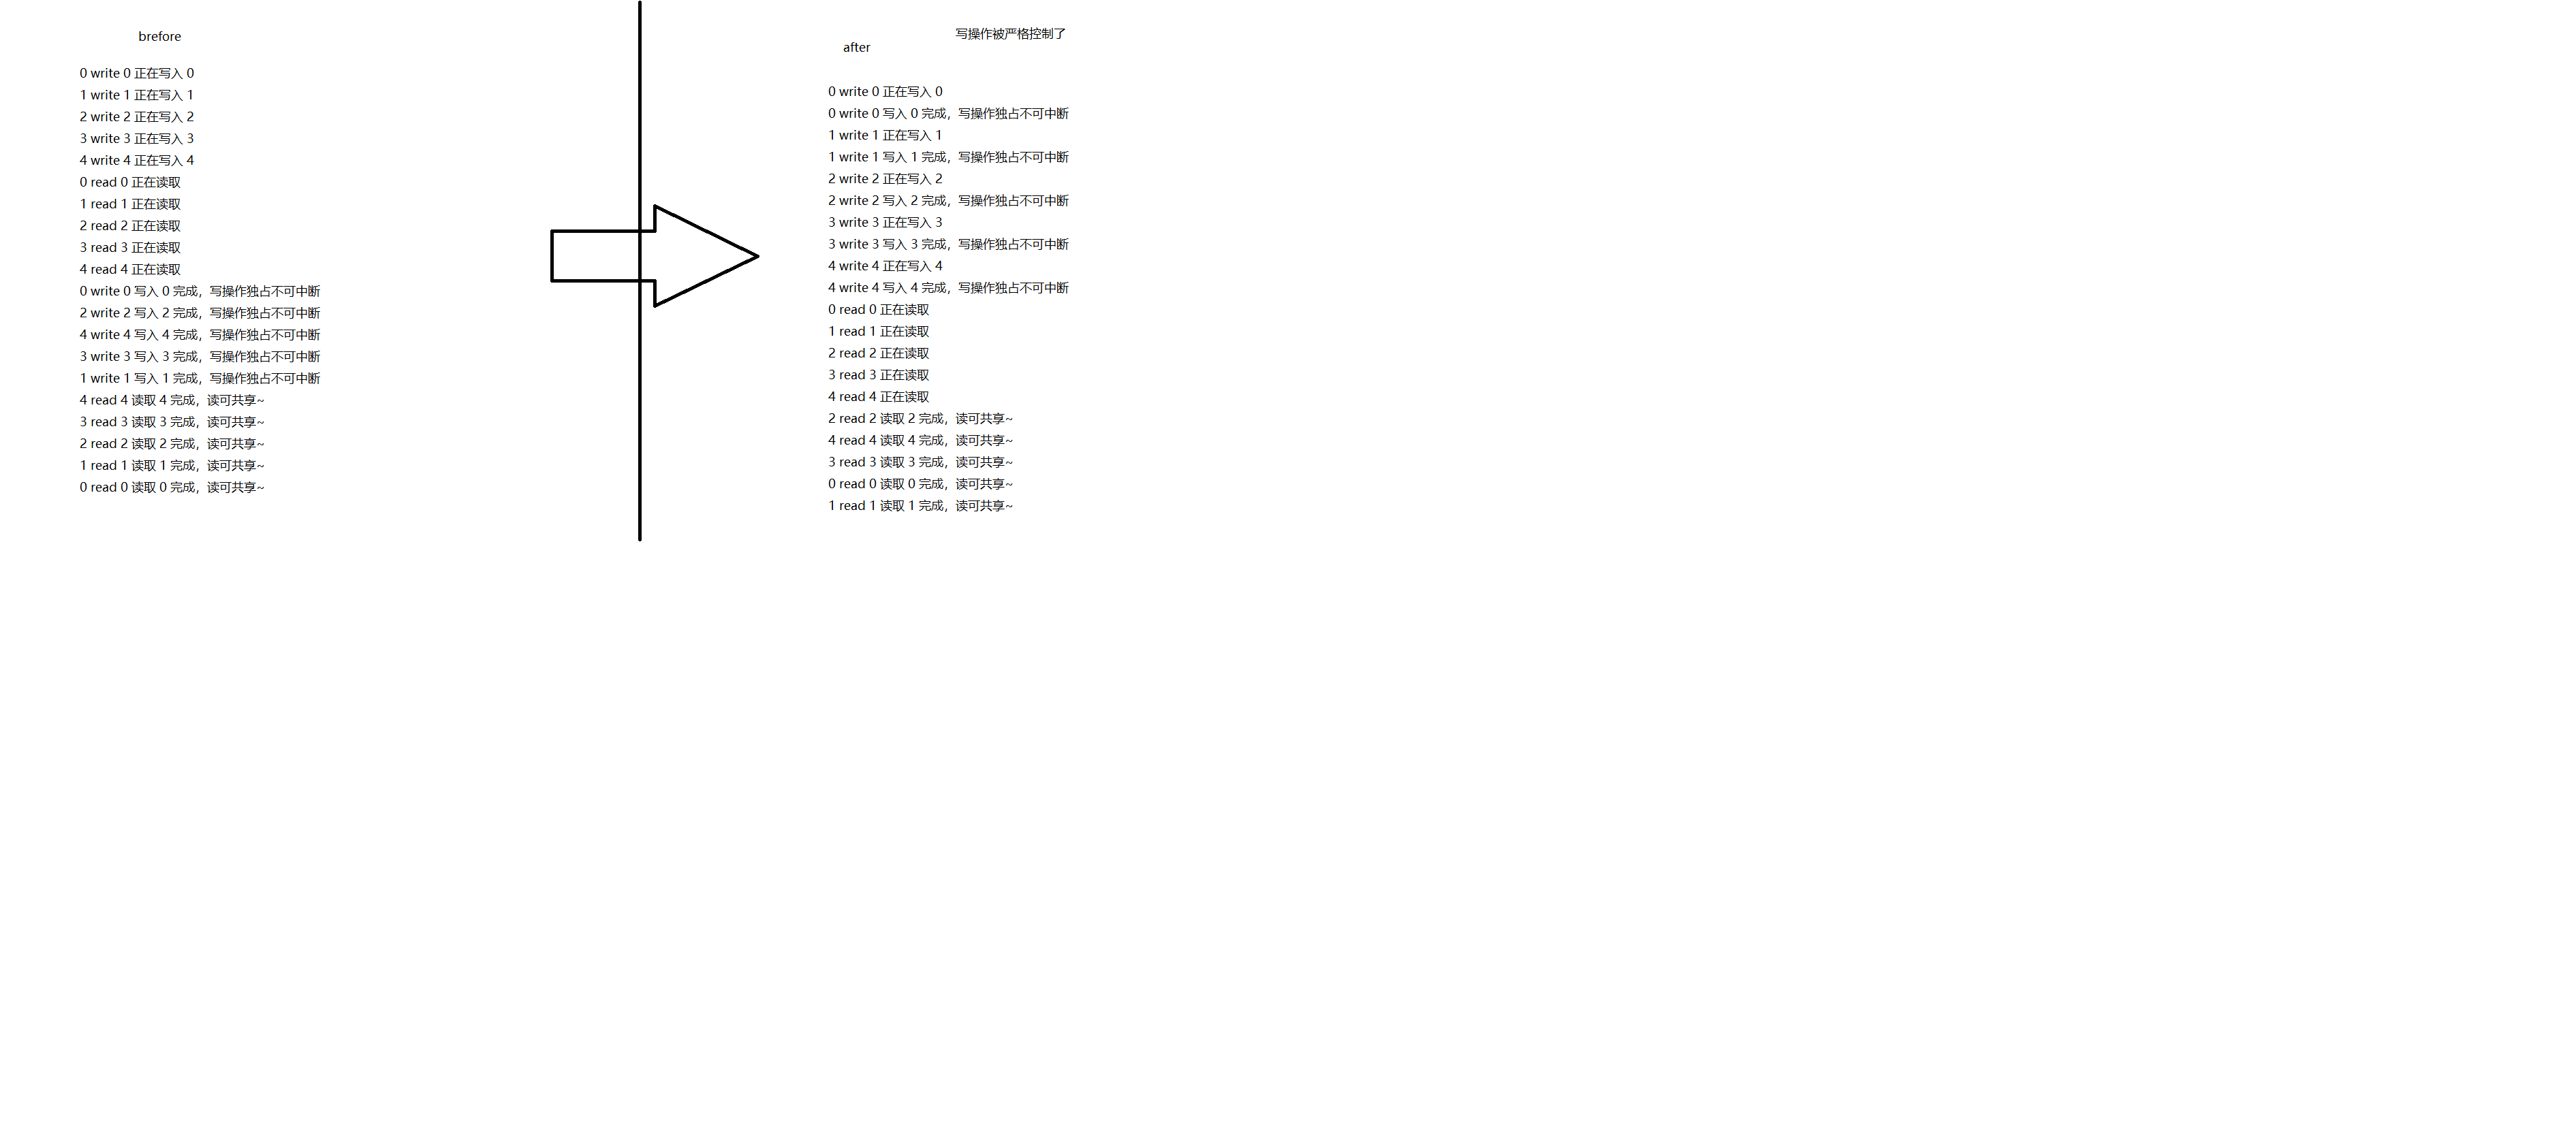 brefore
0 write 0 正在写入 0
1 write 1 正在写入 1
2 write 2 正在写入 2
3 write 3 正在写入 3
4 write 4 正在写入 4
0 read 0 正在读取
1 read 1 正在读取
2 read 2 正在读取
3 read 3 正在读取
4 read 4 正在读取
0 write 0 写入 0 完成，写操作独占不可中断
2 write 2 写入 2 完成，写操作独占不可中断
4 write 4 写入 4 完成，写操作独占不可中断
3 write 3 写入 3 完成，写操作独占不可中断
1 write 1 写入 1 完成，写操作独占不可中断
4 read 4 读取 4 完成，读可共享~
3 read 3 读取 3 完成，读可共享~
2 read 2 读取 2 完成，读可共享~
1 read 1 读取 1 完成，读可共享~
0 read 0 读取 0 完成，读可共享~
写操作被严格控制了
after
0 write 0 正在写入 0
0 write 0 写入 0 完成，写操作独占不可中断
1 write 1 正在写入 1
1 write 1 写入 1 完成，写操作独占不可中断
2 write 2 正在写入 2
2 write 2 写入 2 完成，写操作独占不可中断
3 write 3 正在写入 3
3 write 3 写入 3 完成，写操作独占不可中断
4 write 4 正在写入 4
4 write 4 写入 4 完成，写操作独占不可中断
0 read 0 正在读取
1 read 1 正在读取
2 read 2 正在读取
3 read 3 正在读取
4 read 4 正在读取
2 read 2 读取 2 完成，读可共享~
4 read 4 读取 4 完成，读可共享~
3 read 3 读取 3 完成，读可共享~
0 read 0 读取 0 完成，读可共享~
1 read 1 读取 1 完成，读可共享~